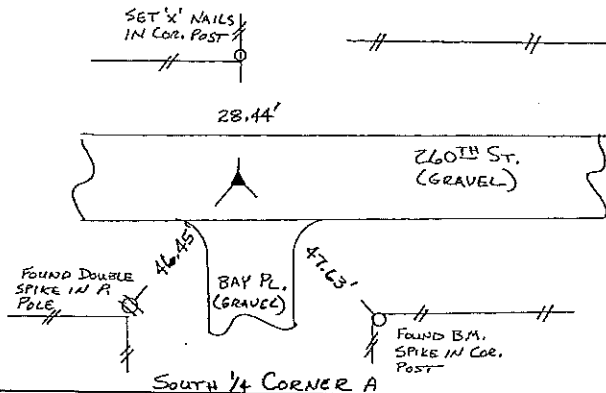 SET 'X' NAILS
IN COR. POST
28.44'
260TH ST.
(GRAVEL)
46.45'
47.63'
BAY PL.
(GRAVEL)
FOUND DOUBLE
SPIKE IN P.
POLE
FOUND B.M.
SPIKE IN COR.
POST
SOUTH 1/4 CORNER A